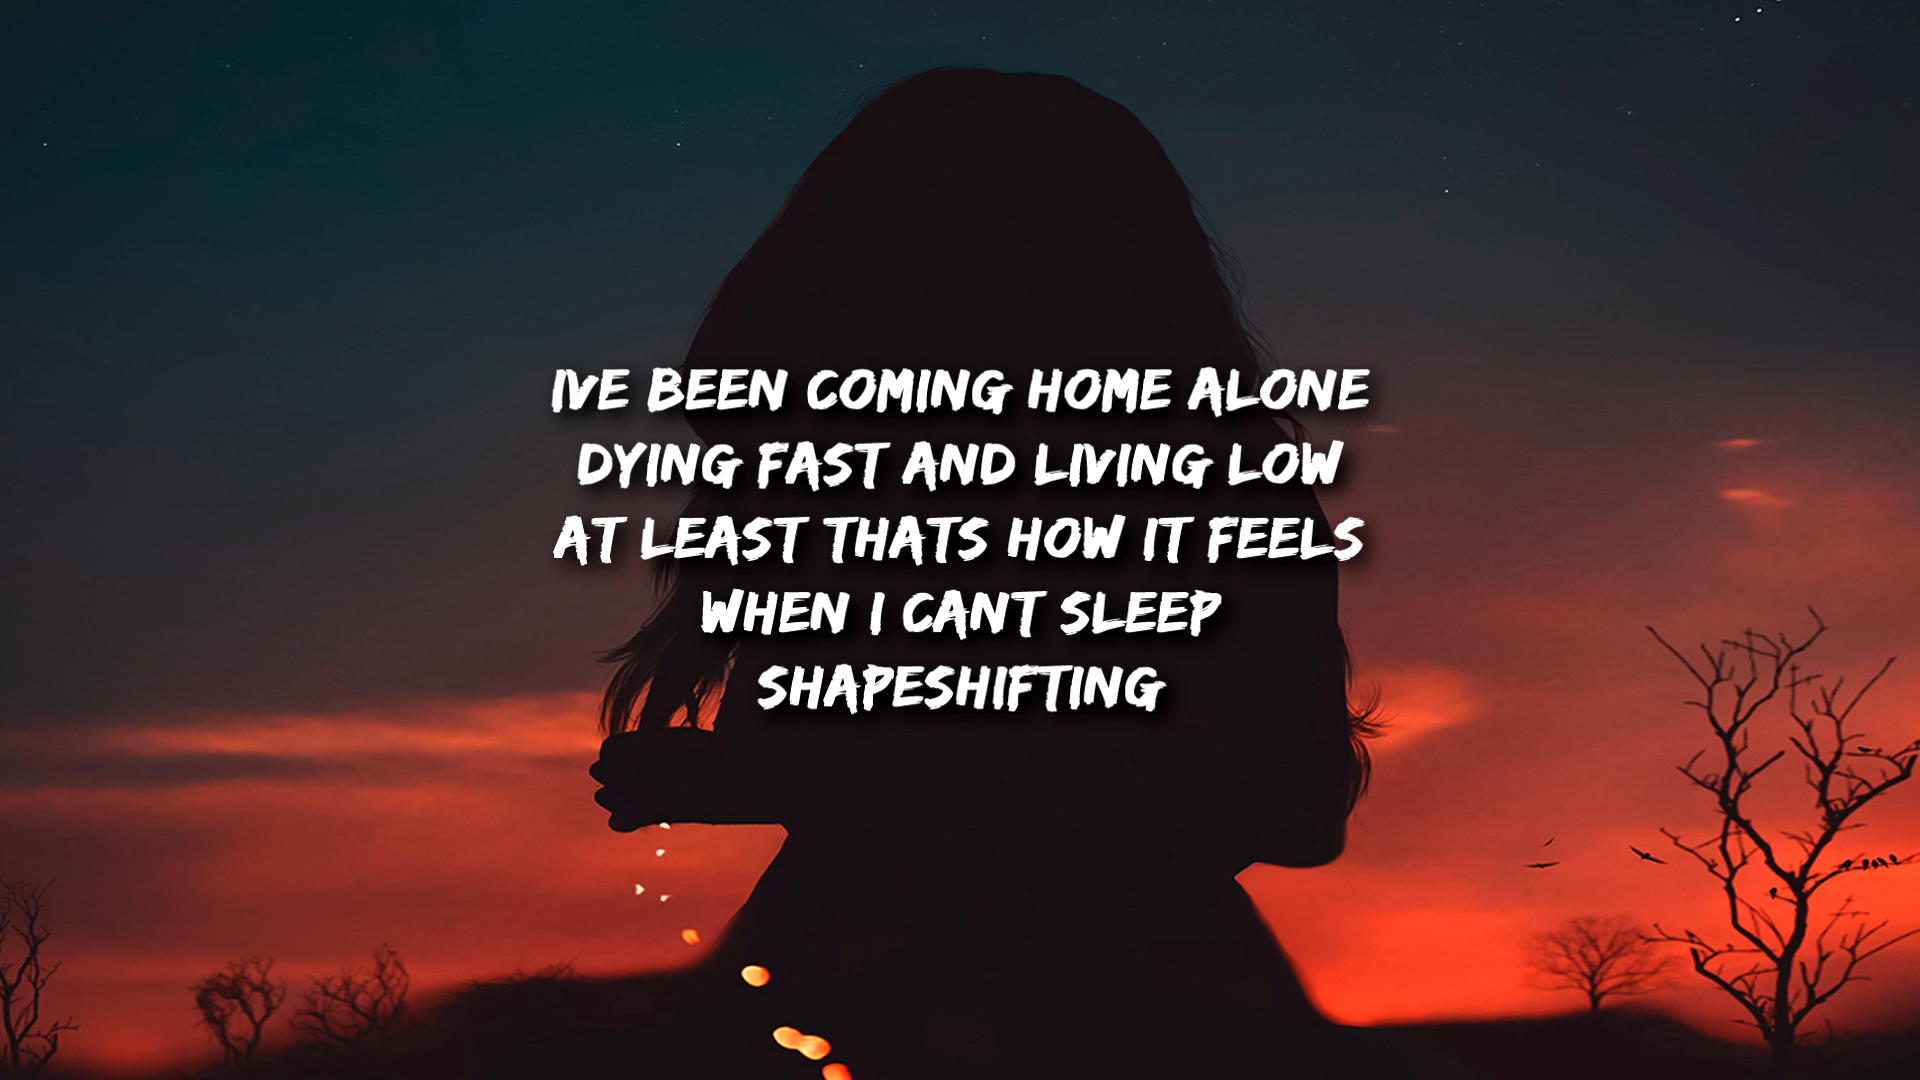 IVE BEEN COMING HOME ALONE
DYING FAST AND LIVING LOW
AT LEAST THATS HOW IT FEELS
WHEN I CANT SLEEP
SHAPESHIFTING